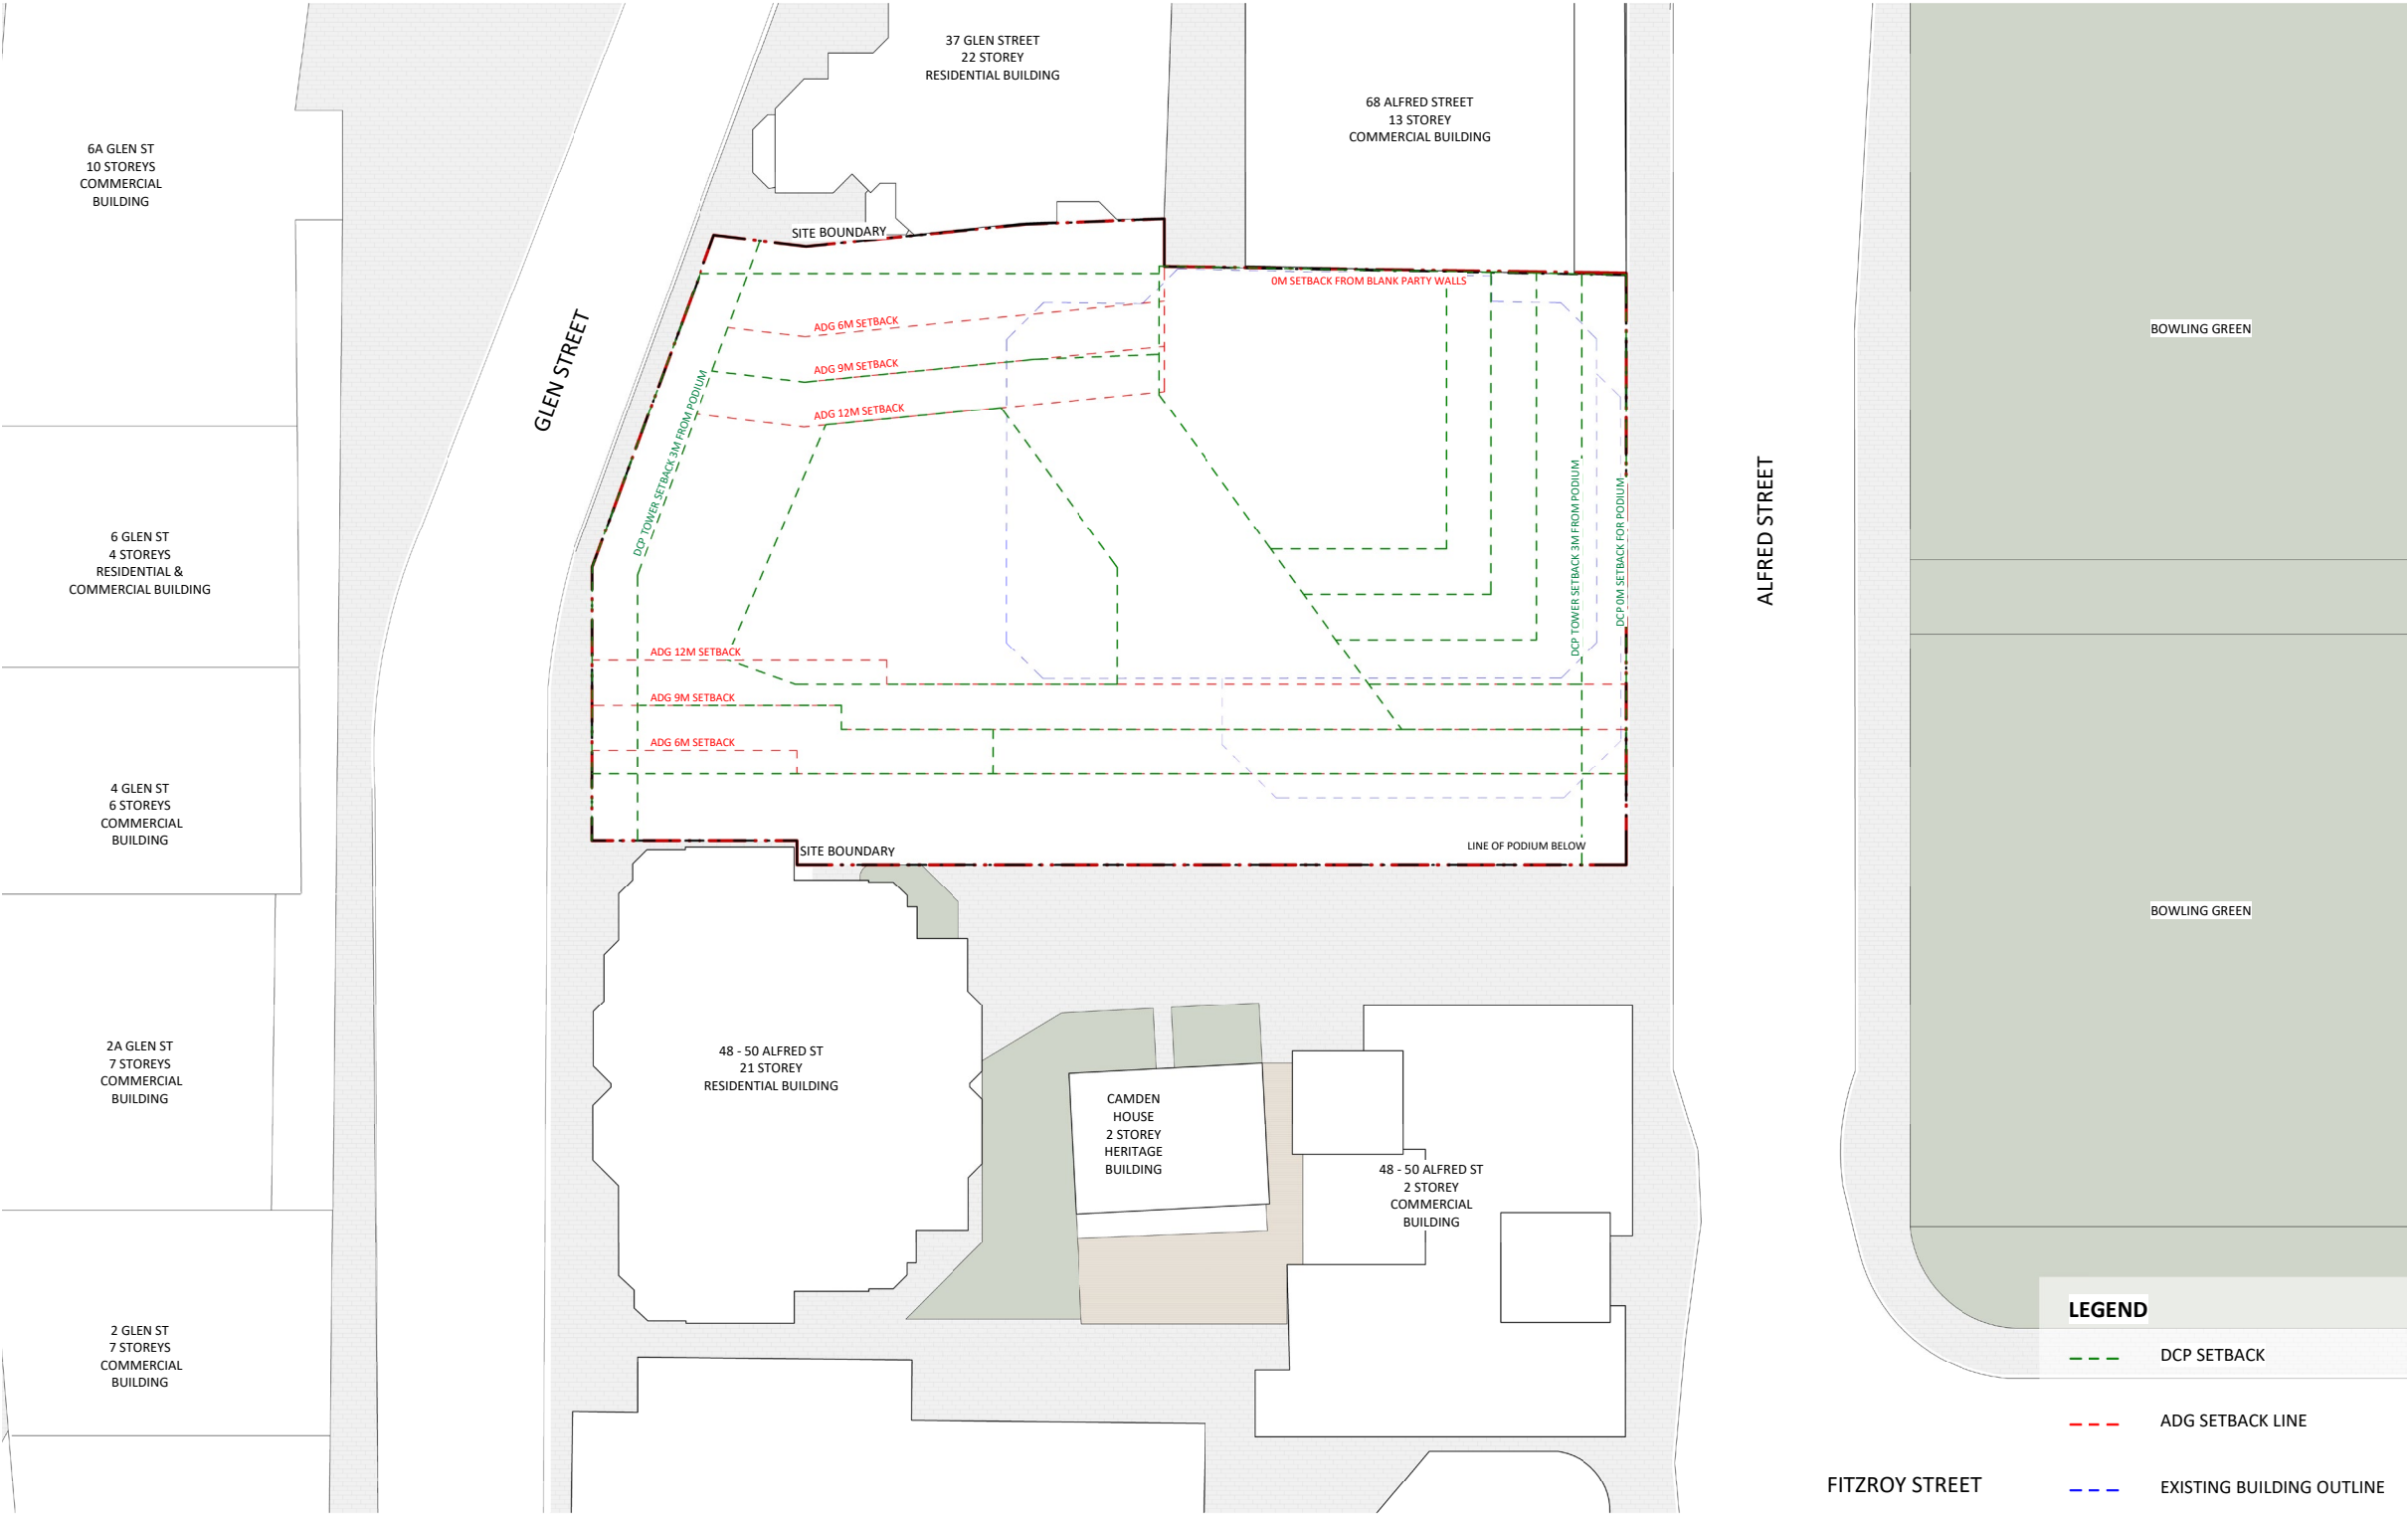 37 GLEN STREET
22 STOREY
RESIDENTIAL BUILDING
68 ALFRED STREET
13 STOREY
COMMERCIAL BUILDING
6A GLEN ST
10 STOREYS
COMMERCIAL
BUILDING
SITE BOUNDARY
0M SETBACK FROM BLANK PARTY WALLS
ADG 6M SETBACK
BOWLING GREEN
GLEN STREET
ADG 9M SETBACK
ADG 12M SETBACK
DCP TOWER SETBACK 3M FROM PODIUM
DCP TOWER SETBACK 3M FROM PODIUM
DCP 0M SETBACK FOR PODIUM
ALFRED STREET
6 GLEN ST
4 STOREYS
RESIDENTIAL &
COMMERCIAL BUILDING
ADG 12M SETBACK
ADG 9M SETBACK
ADG 6M SETBACK
4 GLEN ST
6 STOREYS
COMMERCIAL
BUILDING
SITE BOUNDARY
LINE OF PODIUM BELOW
BOWLING GREEN
2A GLEN ST
7 STOREYS
COMMERCIAL
BUILDING
48 - 50 ALFRED ST
21 STOREY
RESIDENTIAL BUILDING
CAMDEN
HOUSE
2 STOREY
HERITAGE
BUILDING
48 - 50 ALFRED ST
2 STOREY
COMMERCIAL
BUILDING
2 GLEN ST
7 STOREYS
COMMERCIAL
BUILDING
LEGEND
DCP SETBACK
ADG SETBACK LINE
EXISTING BUILDING OUTLINE
FITZROY STREET